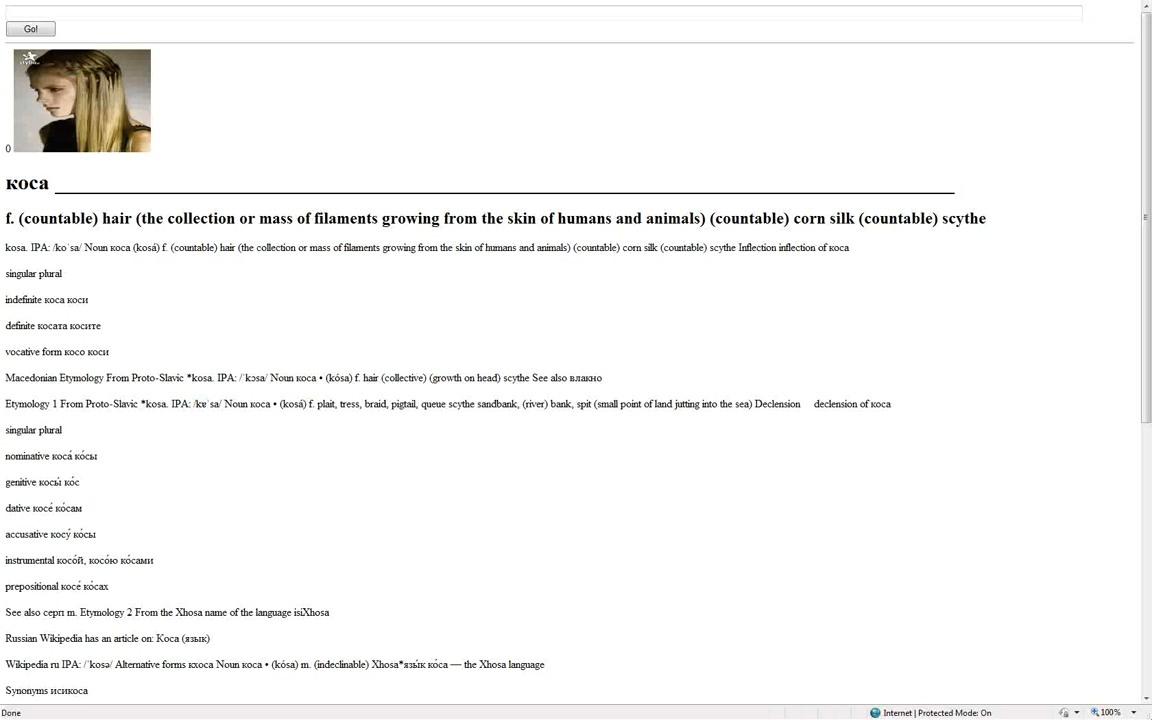 Go!
0
коса
f. (countable) hair (the collection or mass of filaments growing from the skin of humans and animals) (countable) corn silk (countable) scythe
kosa. IPA: /koˈsa/ Noun коса (kosá) f. (countable) hair (the collection or mass of filaments growing from the skin of humans and animals) (countable) corn silk (countable) scythe Inflection inflection of коса
singular plural
indefinite коса коси
definite косата косите
vocative form косо коси
Macedonian Etymology From Proto-Slavic *kosa. IPA: /ˈkɔsa/ Noun коса • (kósa) f. hair (collective) (growth on head) scythe See also влакно
Etymology 1 From Proto-Slavic *kosa. IPA: /kɐˈsa/ Noun коса • (kosá) f. plait, tress, braid, pigtail, queue scythe sandbank, (river) bank, spit (small point of land jutting into the sea) Declension declension of коса
singular plural
nominative коса́ ко́сы
genitive косы́ ко́с
dative косе́ ко́сам
accusative косу́ ко́сы
instrumental косо́й, косо́ю ко́сами
prepositional косе́ ко́сах
See also серп m. Etymology 2 From the Xhosa name of the language isiXhosa
Russian Wikipedia has an article on: Коса (язык)
Wikipedia ru IPA: /ˈkosə/ Alternative forms кхоса Noun коса • (kósa) m. (indeclinable) Xhosa*язы́к ко́са — the Xhosa language
Synonyms исикоса
Done
Internet | Protected Mode: On
100%